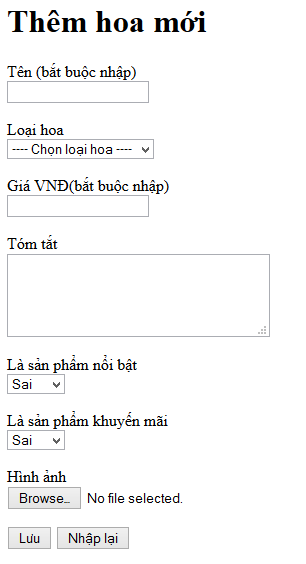 Thêm hoa mới
Tên (bắt buộc nhập)
Loại hoa
---- Chọn loại hoa ----
Giá VNĐ(bắt buộc nhập)
Tóm tắt
Là sản phẩm nổi bật
Sai
Là sản phẩm khuyến mãi
Sai
Hình ảnh
Browse... No file selected.
Lưu Nhập lại